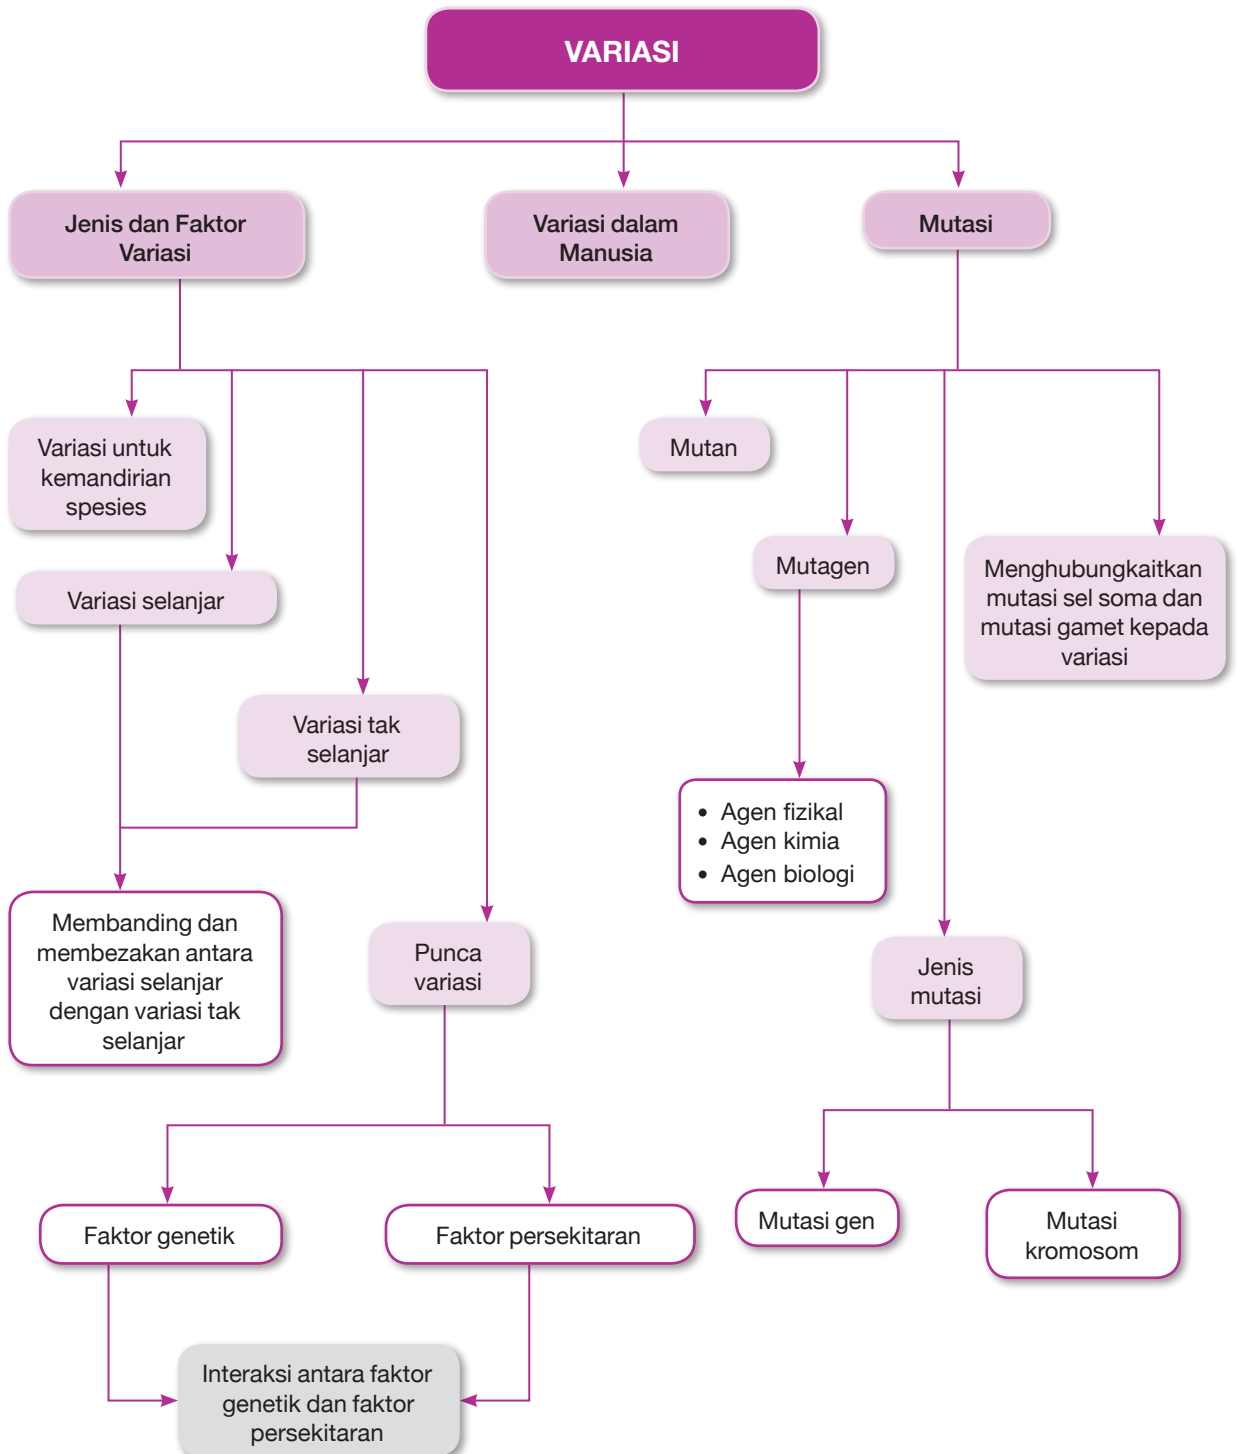 VARIASI
Jenis dan Faktor
Variasi
Variasi dalam
Manusia
Mutasi
Variasi untuk
kemandirian
spesies
Variasi selanjar
Variasi tak
selanjar
Membanding dan
membezakan antara
variasi selanjar
dengan variasi tak
selanjar
Punca
variasi
Faktor genetik
Faktor persekitaran
Interaksi antara faktor
genetik dan faktor
persekitaran
Mutan
Mutagen
• Agen fizikal
• Agen kimia
• Agen biologi
Menghubungkaitkan
mutasi sel soma dan
mutasi gamet kepada
variasi
Jenis
mutasi
Mutasi gen
Mutasi
kromosom